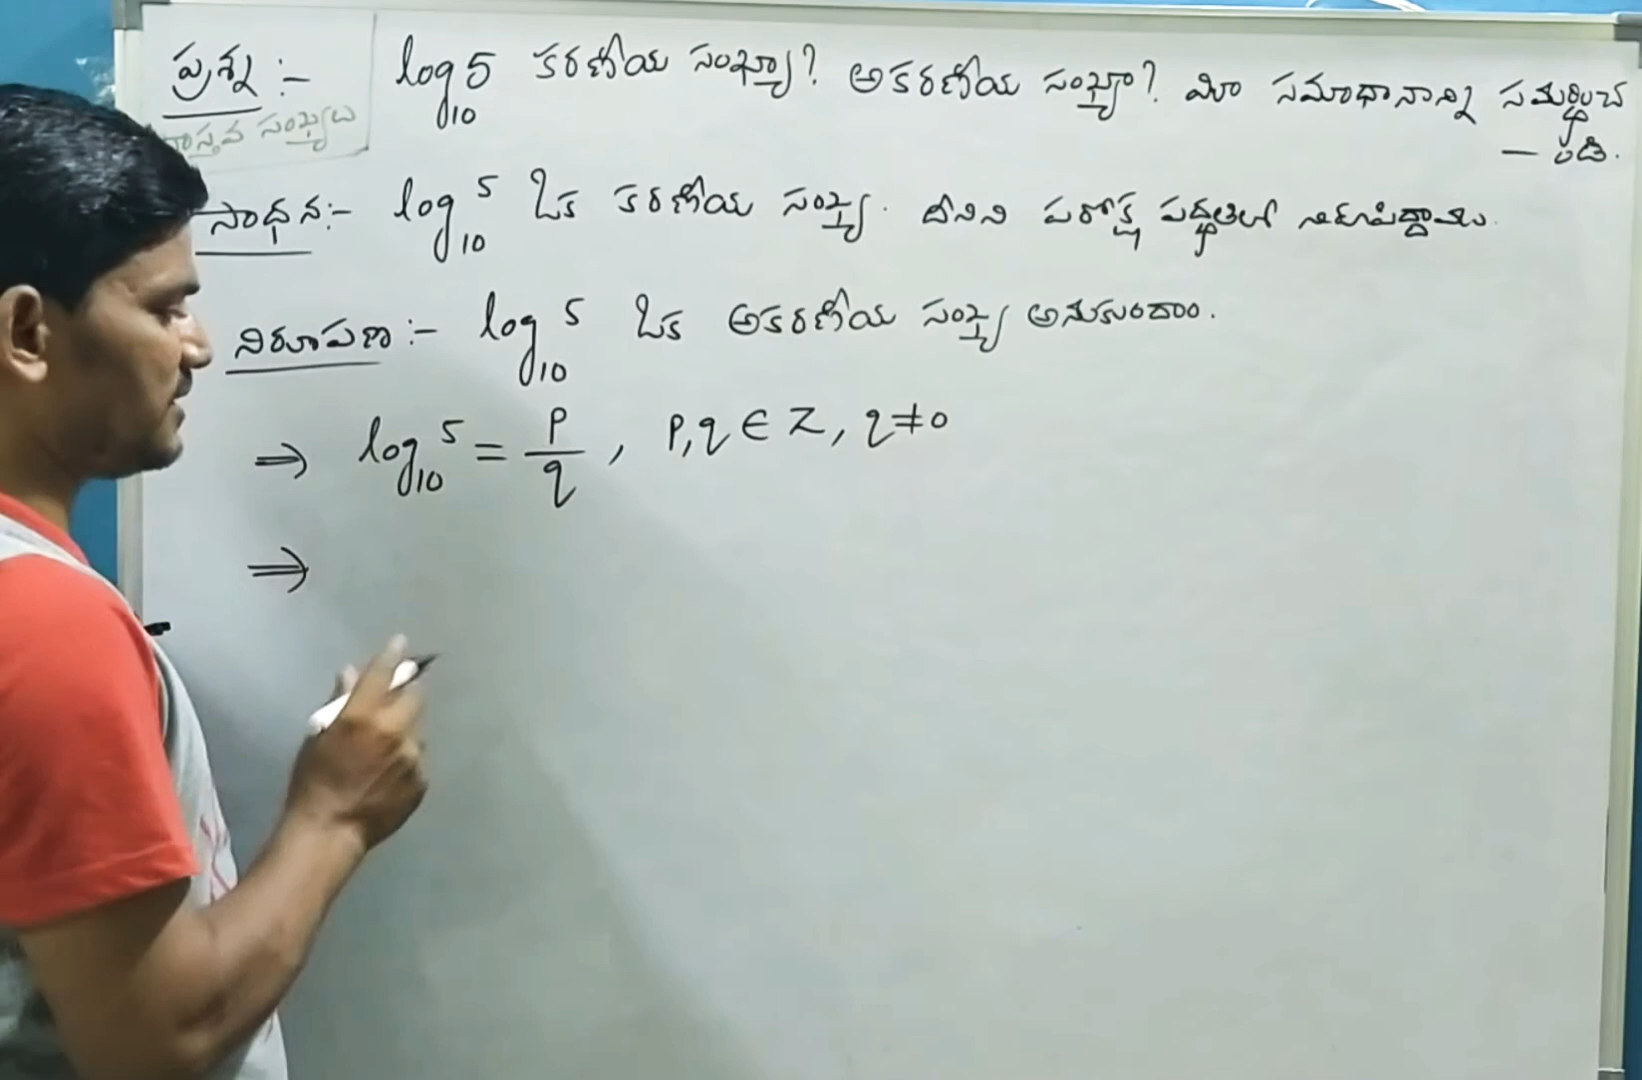 ప్రశ్న :- log₁₀5 కరణీయ సంఖ్యా? అకరణీయ సంఖ్యా? మీ సమాధానాన్ని సమర్థించ
— ండి.
వాస్తవ సంఖ్యలు
సాధన:- log₁₀5 ఒక కరణీయ సంఖ్య. దీనిని పరోక్ష పద్ధతిలో నిరూపిద్దాము.
నిరూపణ :- log₁₀5 ఒక అకరణీయ సంఖ్య అనుకుందాం.
⇒ log₁₀5 = p/q, p,q ∈ Z, q≠0
⇒